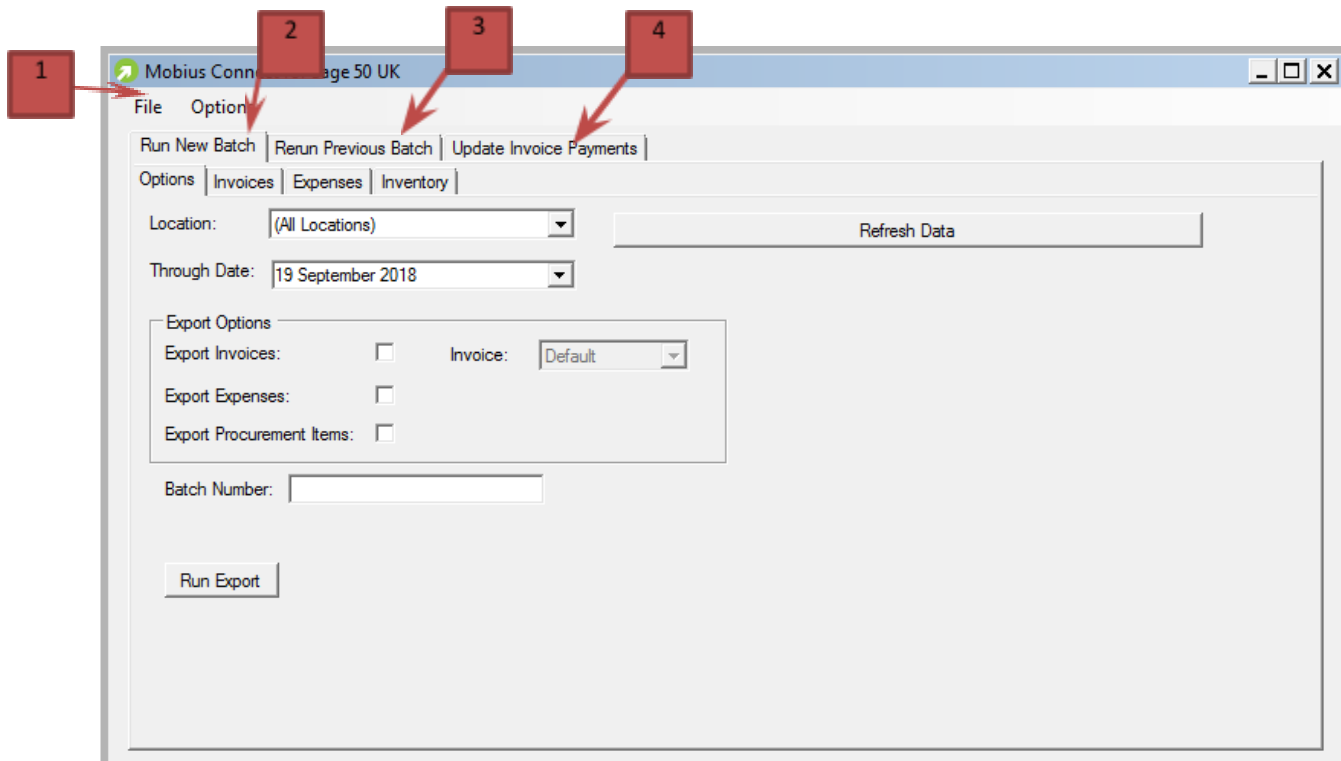 1
2
3
4
Mobius Conn age 50 UK
File Option
Run New Batch Rerun Previous Batch Update Invoice Payments
Options Invoices Expenses Inventory
Location: (All Locations) Refresh Data
Through Date: 19 September 2018
Export Options
Export Invoices: Invoice: Default
Export Expenses:
Export Procurement Items:
Batch Number:
Run Export